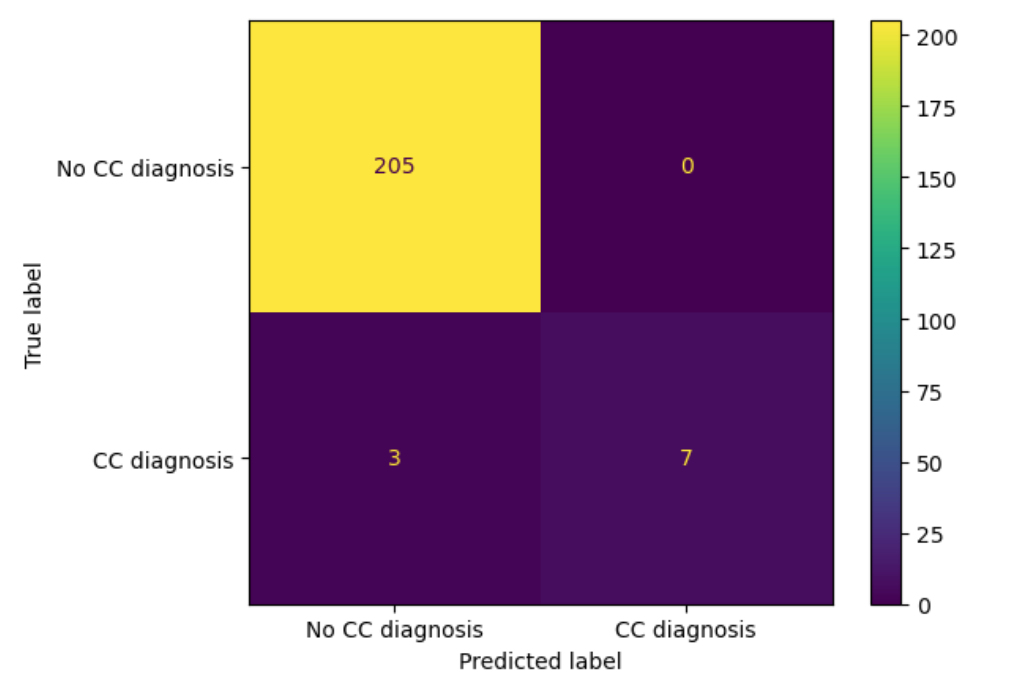 200
175
150
125
100
75
50
25
0
True label
No CC diagnosis
CC diagnosis
205
0
3
7
No CC diagnosis
CC diagnosis
Predicted label